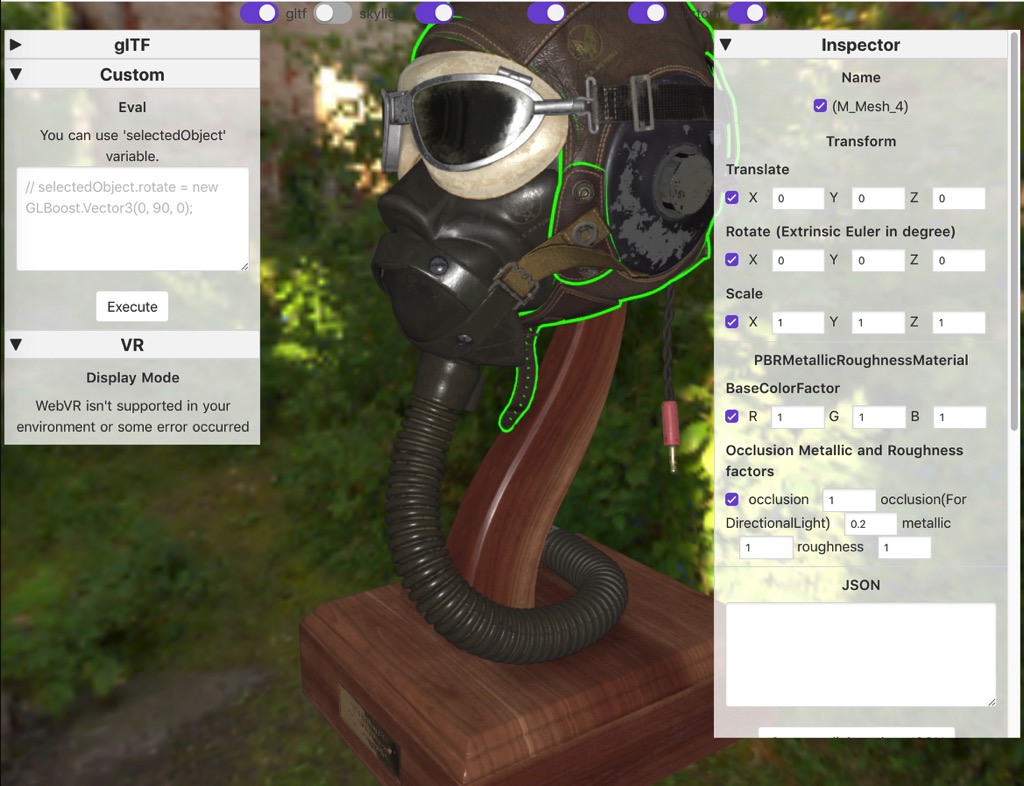 gltf
glTF
Custom
Eval
You can use 'selectedObject'
variable.
// selectedObject.rotate = new
GLBoost.Vector3(0, 90, 0);
Execute
VR
Display Mode
WebVR isn't supported in your
environment or some error occurred
Inspector
Name
(M_Mesh_4)
Transform
Translate
X 0 Y 0 Z 0
Rotate (Extrinsic Euler in degree)
X 0 Y 0 Z 0
Scale
X 1 Y 1 Z 1
PBRMetallicRoughnessMaterial
BaseColorFactor
R 1 G 1 B 1
Occlusion Metallic and Roughness
factors
occlusion 1 occlusion(For
DirectionalLight) 0.2 metallic
1 roughness 1
JSON